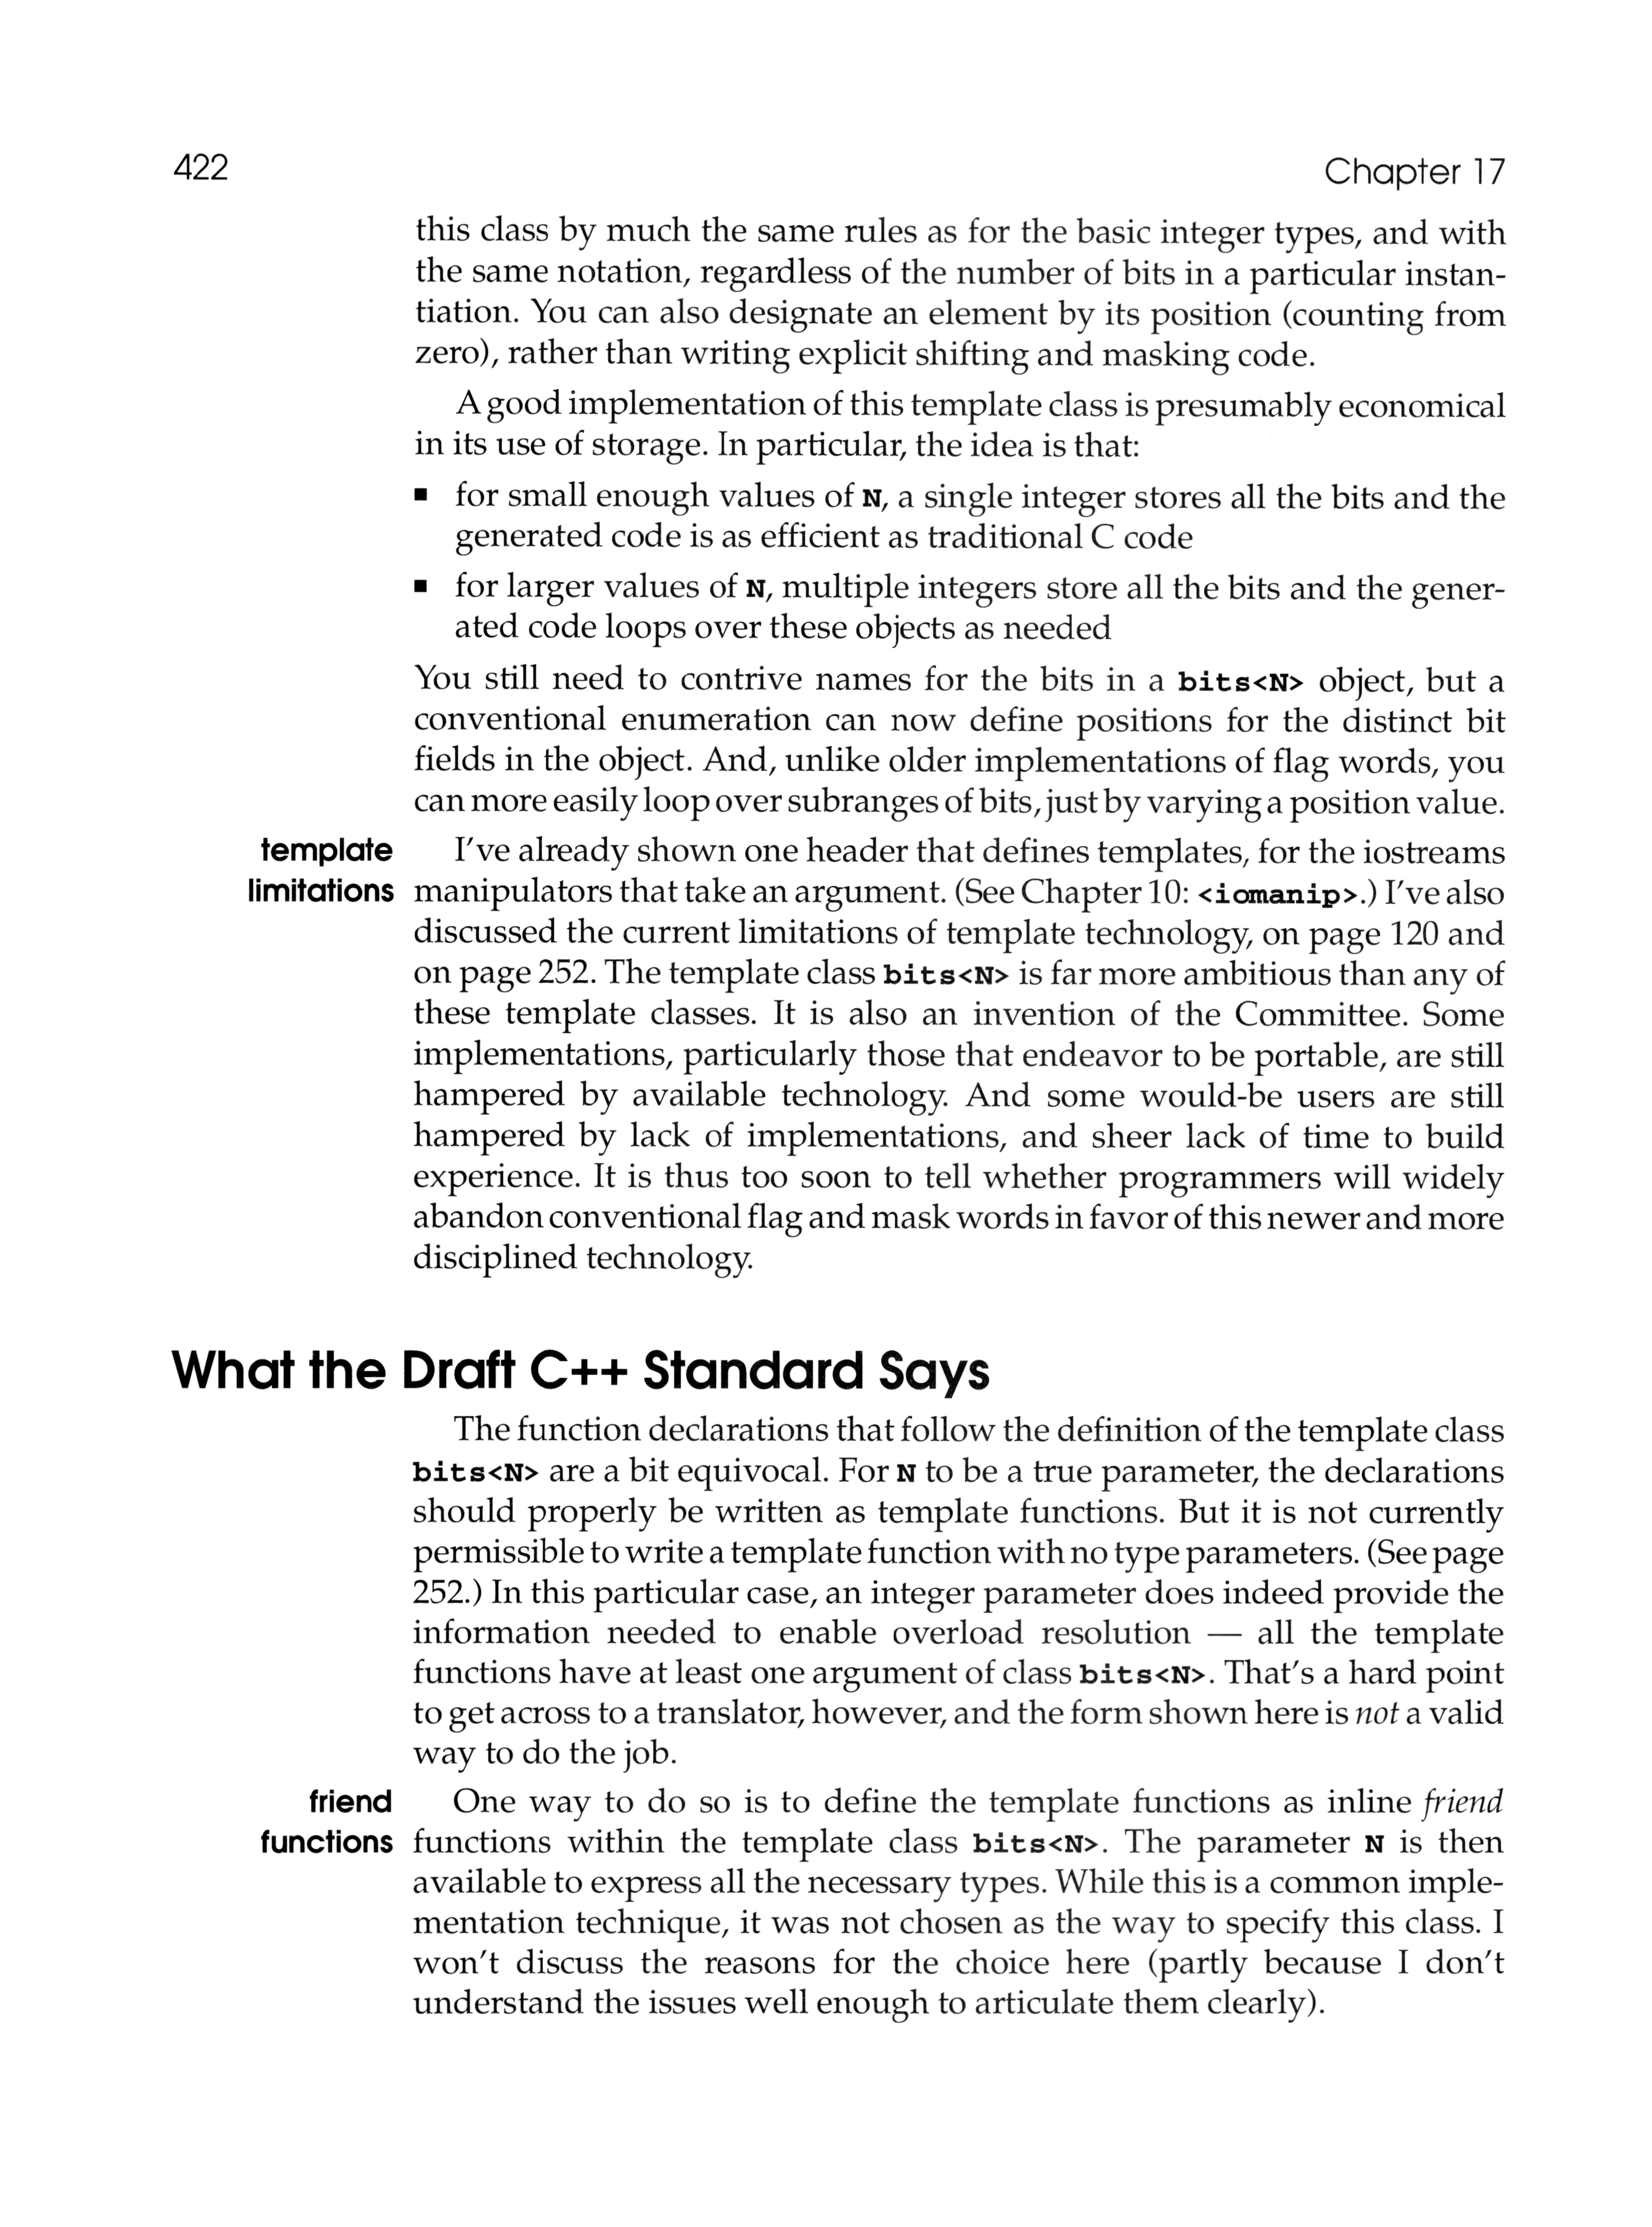 422
Chapter 17
this class by much the same rules as for the basic integer types, and with
the same notation, regardless of the number of bits in a particular instan-
tiation. You can also designate an element by its position (counting from
zero), rather than writing explicit shifting and masking code.
A good implementation of this template class is presumably economical
in its use of storage. In particular, the idea is that:
▪ for small enough values of N, a single integer stores all the bits and the
generated code is as efficient as traditional C code
▪ for larger values of N, multiple integers store all the bits and the gener-
ated code loops over these objects as needed
You still need to contrive names for the bits in a bits<N> object, but a
conventional enumeration can now define positions for the distinct bit
fields in the object. And, unlike older implementations of flag words, you
can more easily loop over subranges of bits, just by varying a position value.
template I've already shown one header that defines templates, for the iostreams
limitations manipulators that take an argument. (See Chapter 10: <iomanip>.) I've also
discussed the current limitations of template technology, on page 120 and
on page 252. The template class bits<N> is far more ambitious than any of
these template classes. It is also an invention of the Committee. Some
implementations, particularly those that endeavor to be portable, are still
hampered by available technology. And some would-be users are still
hampered by lack of implementations, and sheer lack of time to build
experience. It is thus too soon to tell whether programmers will widely
abandon conventional flag and mask words in favor of this newer and more
disciplined technology.
What the Draft C++ Standard Says
The function declarations that follow the definition of the template class
bits<N> are a bit equivocal. For N to be a true parameter, the declarations
should properly be written as template functions. But it is not currently
permissible to write a template function with no type parameters. (See page
252.) In this particular case, an integer parameter does indeed provide the
information needed to enable overload resolution — all the template
functions have at least one argument of class bits<N>. That's a hard point
to get across to a translator, however, and the form shown here is not a valid
way to do the job.
friend One way to do so is to define the template functions as inline friend
functions functions within the template class bits<N>. The parameter N is then
available to express all the necessary types. While this is a common imple-
mentation technique, it was not chosen as the way to specify this class. I
won't discuss the reasons for the choice here (partly because I don't
understand the issues well enough to articulate them clearly).